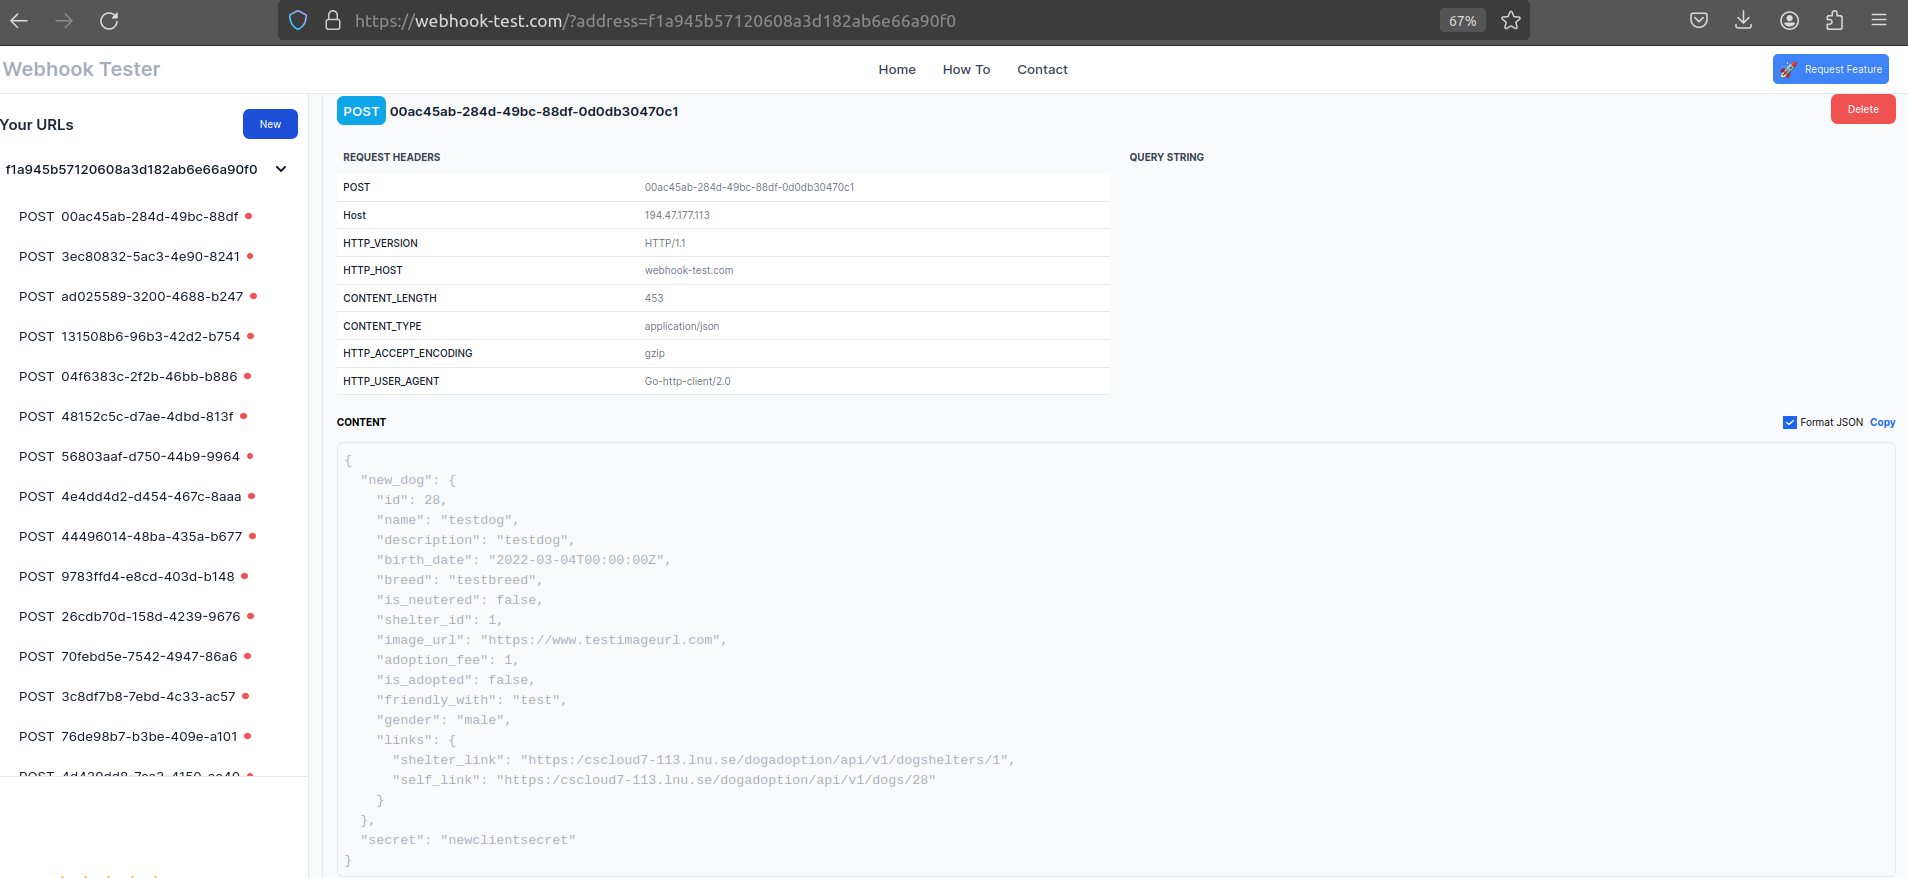 https://webhook-test.com/?address=f1a945b57120608a3d182ab6e66a90f0
67%
Webhook Tester
Home
How To
Contact
🚀 Request Feature
Your URLs
New
f1a945b57120608a3d182ab6e66a90f0
POST 00ac45ab-284d-49bc-88df
POST 3ec80832-5ac3-4e90-8241
POST ad025589-3200-4688-b247
POST 131508b6-96b3-42d2-b754
POST 04f6383c-2f2b-46bb-b886
POST 48152c5c-d7ae-4dbd-813f
POST 56803aaf-d750-44b9-9964
POST 4e4dd4d2-d454-467c-8aaa
POST 44496014-48ba-435a-b677
POST 9783ffd4-e8cd-403d-b148
POST 26cdb70d-158d-4239-9676
POST 70febd5e-7542-4947-86a6
POST 3c8df7b8-7ebd-4c33-ac57
POST 76de98b7-b3be-409e-a101
POST
POST 00ac45ab-284d-49bc-88df-0d0db30470c1
Delete
REQUEST HEADERS
QUERY STRING
POST 00ac45ab-284d-49bc-88df-0d0db30470c1
Host 194.47.177.113
HTTP_VERSION HTTP/1.1
HTTP_HOST webhook-test.com
CONTENT_LENGTH 453
CONTENT_TYPE application/json
HTTP_ACCEPT_ENCODING gzip
HTTP_USER_AGENT Go-http-client/2.0
CONTENT
Format JSON Copy
{
"new_dog": {
"id": 28,
"name": "testdog",
"description": "testdog",
"birth_date": "2022-03-04T00:00:00Z",
"breed": "testbreed",
"is_neutered": false,
"shelter_id": 1,
"image_url": "https://www.testimageurl.com",
"adoption_fee": 1,
"is_adopted": false,
"friendly_with": "test",
"gender": "male",
"links": {
"shelter_link": "https:/cscloud7-113.lnu.se/dogadoption/api/v1/dogshelters/1",
"self_link": "https:/cscloud7-113.lnu.se/dogadoption/api/v1/dogs/28"
}
},
"secret": "newclientsecret"
}